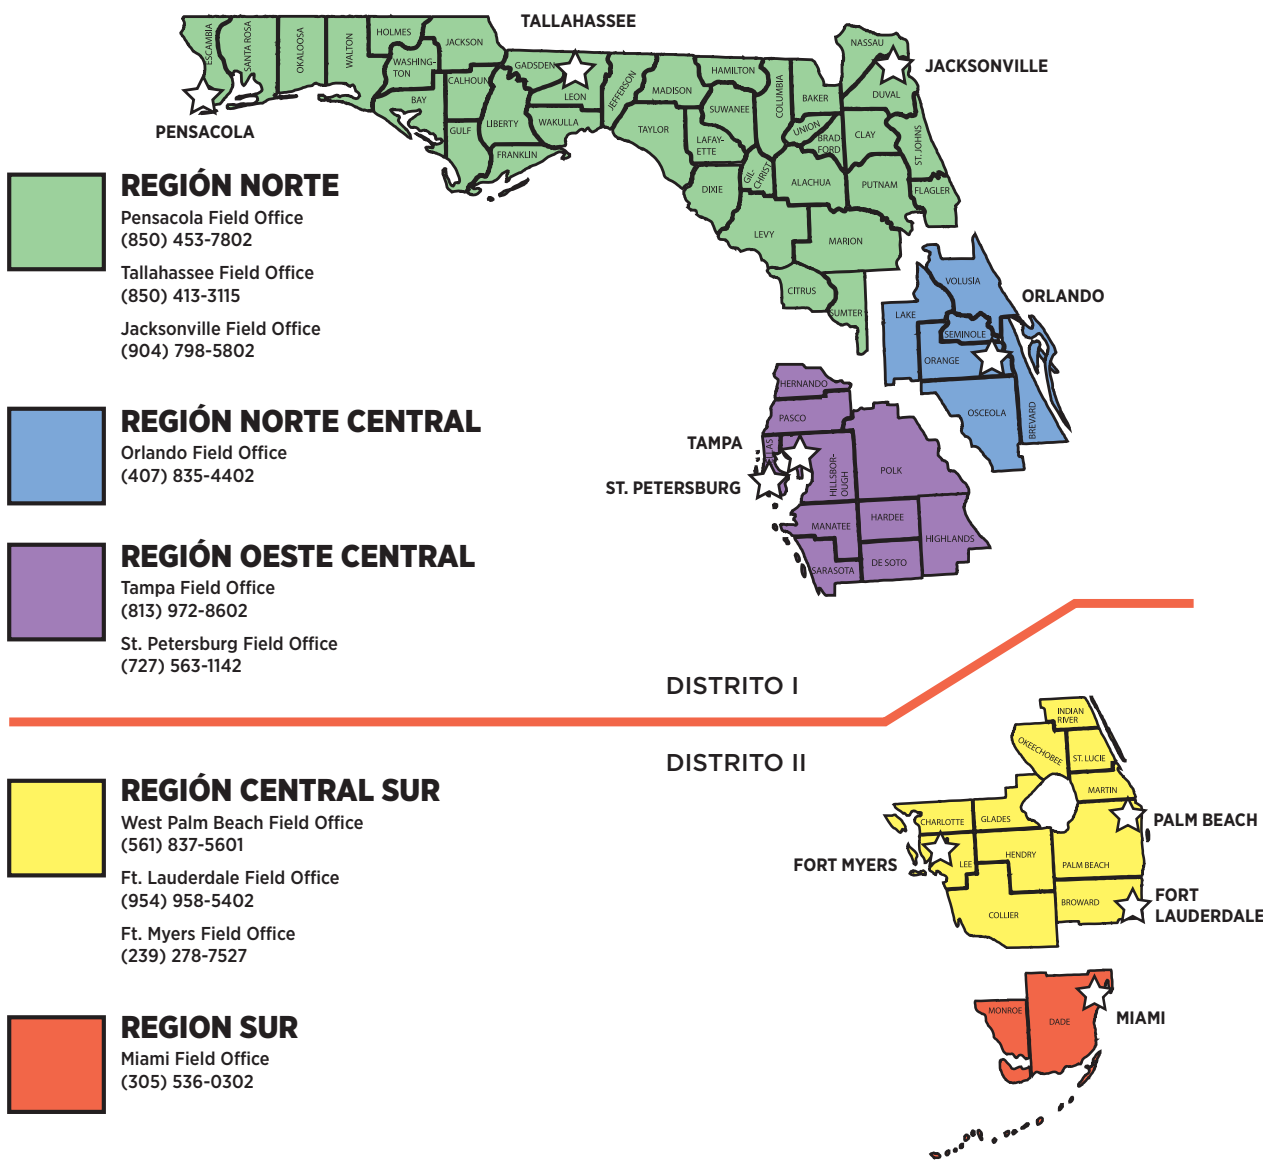 TALLAHASSEE
JACKSONVILLE
PENSACOLA
ESCAMBIA
SANTA ROSA
OKALOOSA
WALTON
HOLMES
JACKSON
WASHING-
TON
BAY
CALHOUN
GULF
GADSDEN
LEON
LIBERTY
WAKULLA
FRANKLIN
JEFFERSON
MADISON
TAYLOR
HAMILTON
SUWANEE
LAFAY-
ETTE
DIXIE
COLUMBIA
GIL-
CHRIST
BAKER
UNION
BRAD
FORD
NASSAU
DUVAL
CLAY
ST. JOHNS
ALACHUA
PUTNAM
FLAGLER
LEVY
MARION
CITRUS
SUMTER
REGIÓN NORTE
Pensacola Field Office
(850) 453-7802
Tallahassee Field Office
(850) 413-3115
Jacksonville Field Office
(904) 798-5802
ORLANDO
VOLUSIA
LAKE
SEMINOLE
ORANGE
OSCEOLA
BREVARD
REGIÓN NORTE CENTRAL
Orlando Field Office
(407) 835-4402
TAMPA
ST. PETERSBURG
HERNANDO
PASCO
HILLSBOR-
OUGH
POLK
MANATEE
HARDEE
HIGHLANDS
SARASOTA
DE SOTO
REGIÓN OESTE CENTRAL
Tampa Field Office
(813) 972-8602
St. Petersburg Field Office
(727) 563-1142
DISTRITO I
DISTRITO II
REGIÓN CENTRAL SUR
West Palm Beach Field Office
(561) 837-5601
Ft. Lauderdale Field Office
(954) 958-5402
Ft. Myers Field Office
(239) 278-7527
INDIAN
RIVER
OKEECHOBEE
ST. LUCIE
MARTIN
CHARLOTTE
GLADES
PALM BEACH
FORT MYERS
LEE
HENDRY
PALM BEACH
COLLIER
BROWARD
FORT
LAUDERDALE
REGION SUR
Miami Field Office
(305) 536-0302
MONROE
DADE
MIAMI